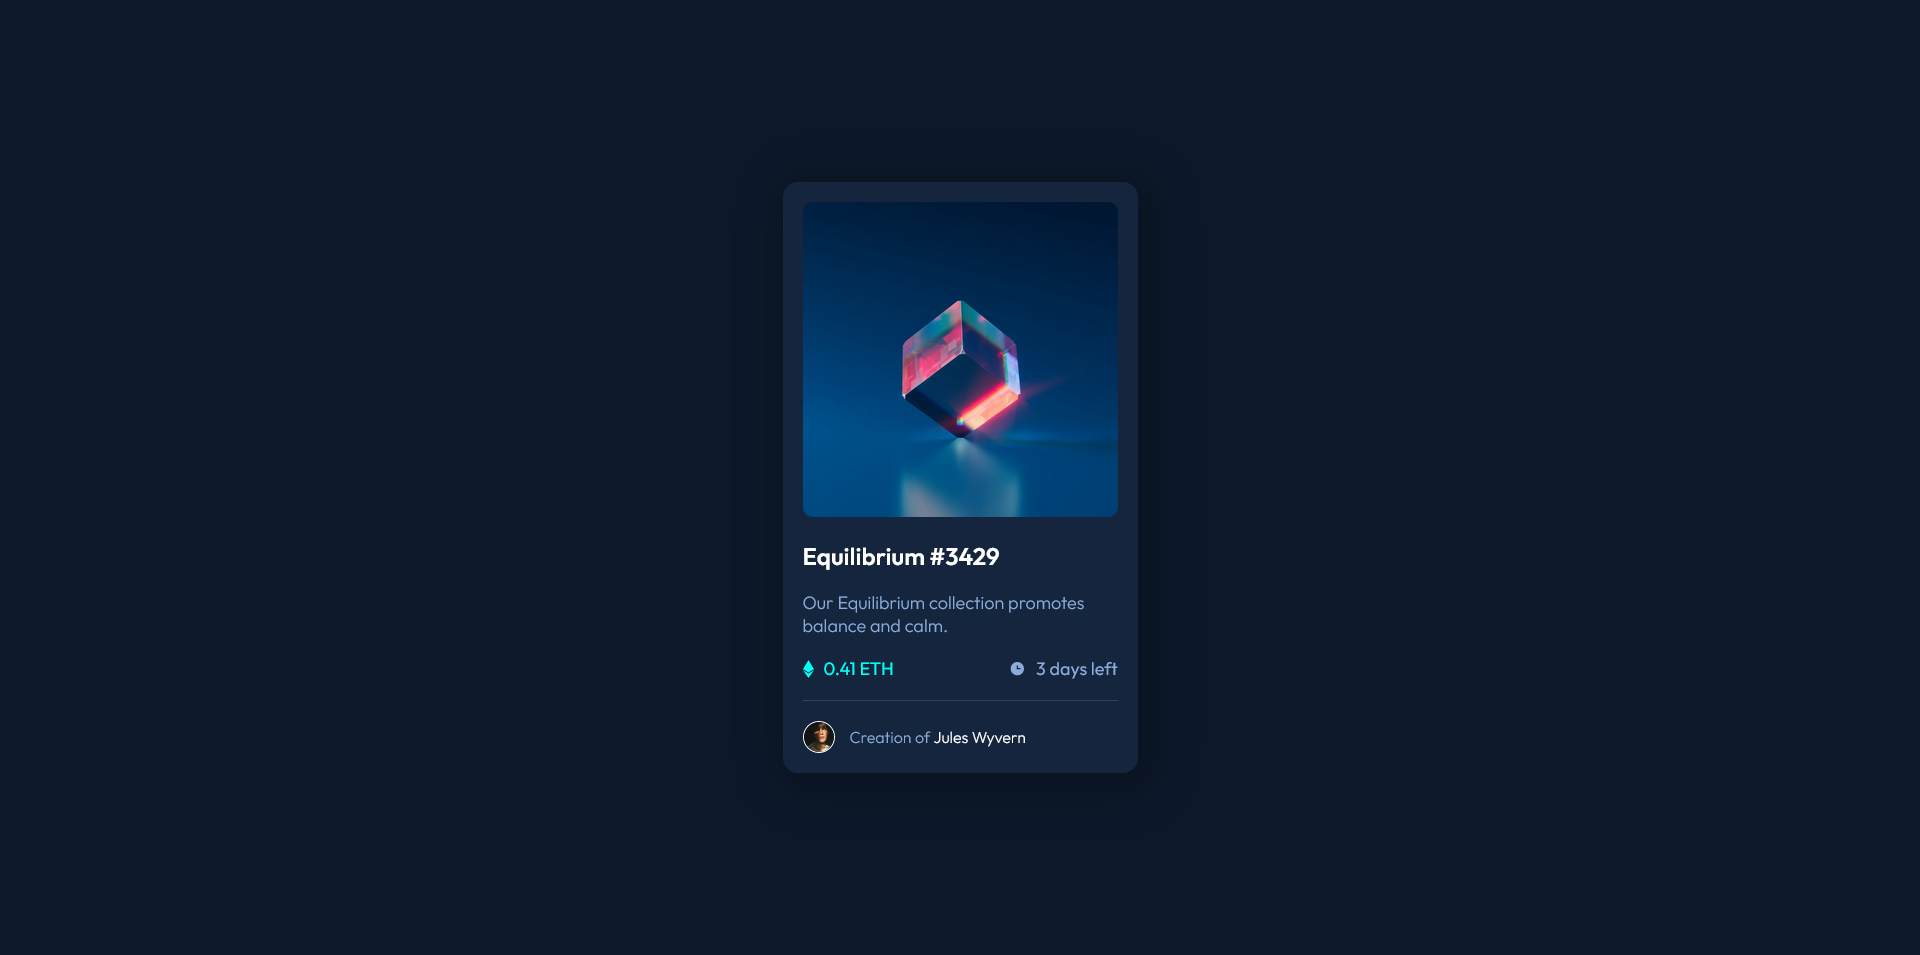 Equilibrium #3429
Our Equilibrium collection promotes
balance and calm.
0.41 ETH
3 days left
Creation of Jules Wyvern